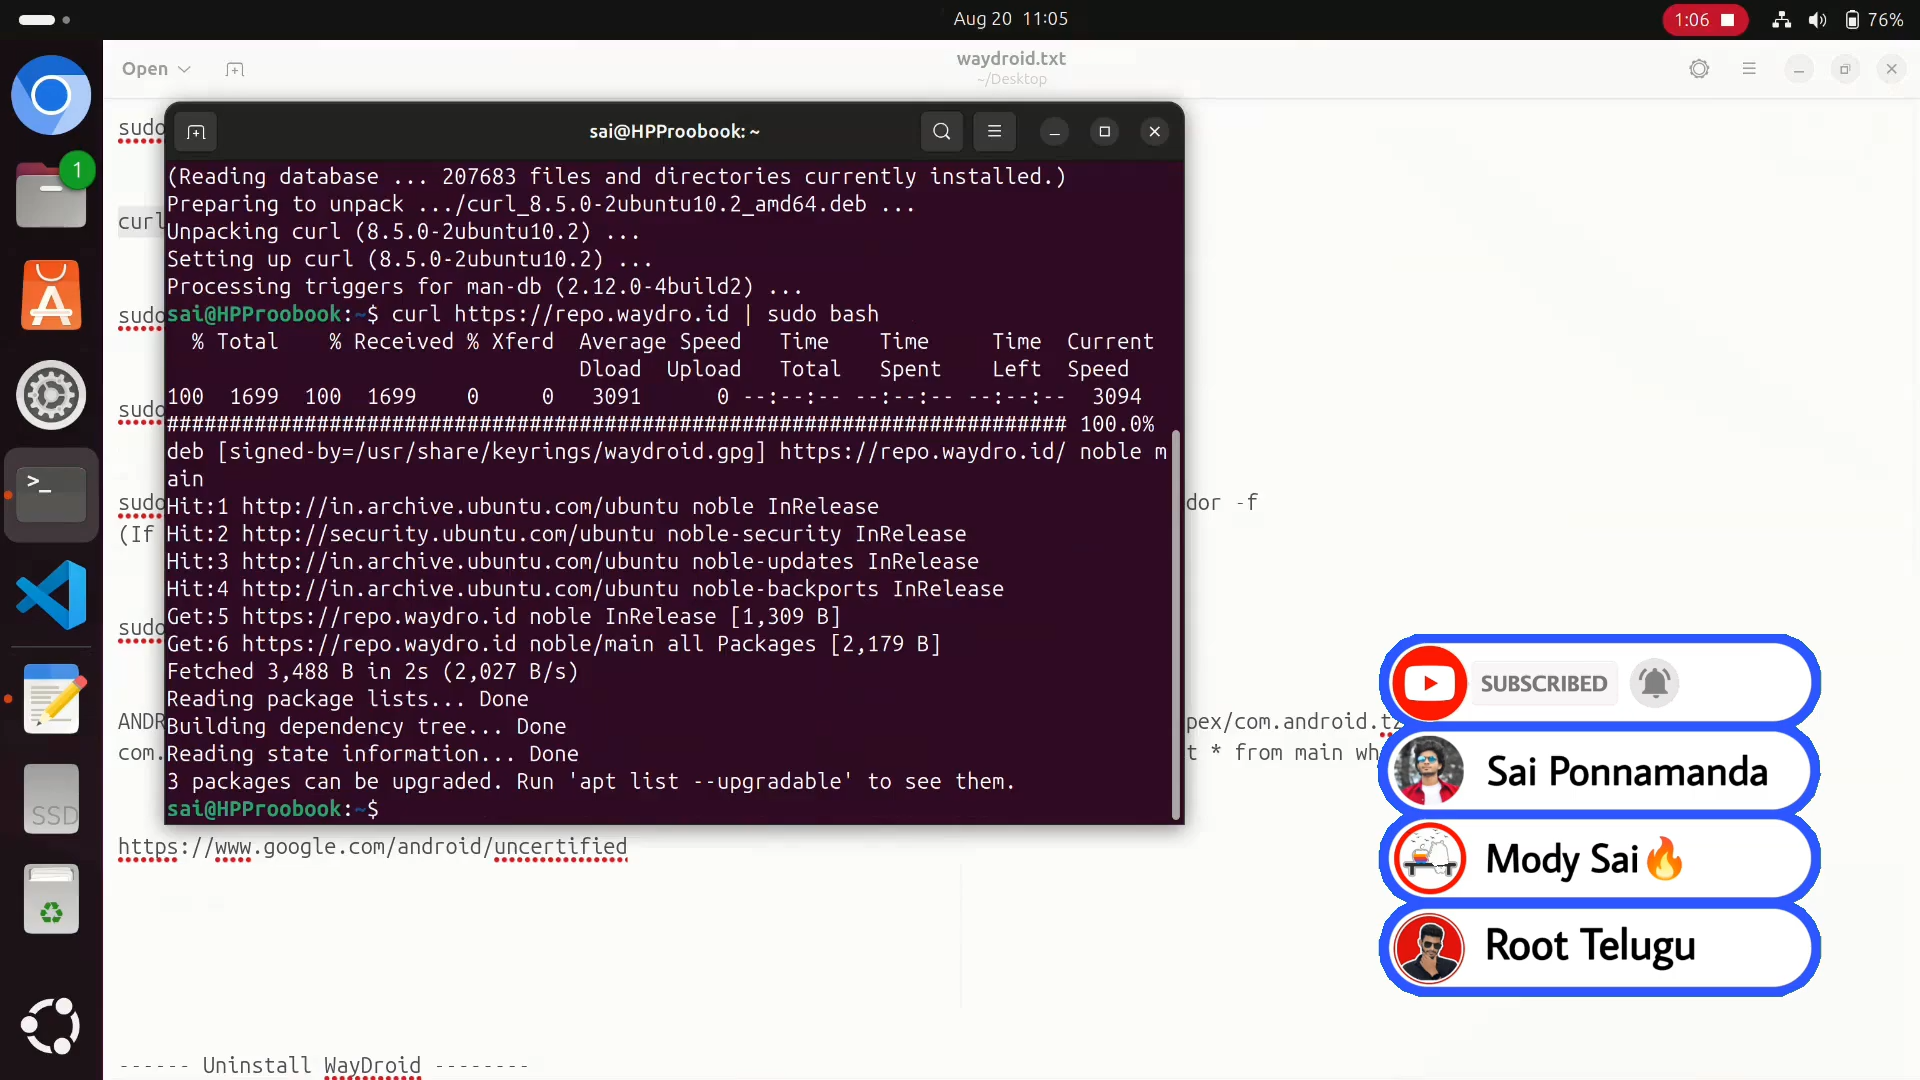 Aug 20 11:05
1:06
76%
Open
waydroid.txt
~/Desktop
sudo
sai@HPProobook: ~
1
(Reading database ... 207683 files and directories currently installed.)
Preparing to unpack .../curl_8.5.0-2ubuntu10.2_amd64.deb ...
curl
Unpacking curl (8.5.0-2ubuntu10.2) ...
Setting up curl (8.5.0-2ubuntu10.2) ...
Processing triggers for man-db (2.12.0-4build2) ...
sudo
sai@HPProobook:~$ curl https://repo.waydro.id | sudo bash
% Total % Received % Xferd Average Speed Time Time Time Current
Dload Upload Total Spent Left Speed
100 1699 100 1699 0 0 3091 0 --:--:-- --:--:-- --:--:-- 3094
sudo
######################################################################## 100.0%
deb [signed-by=/usr/share/keyrings/waydroid.gpg] https://repo.waydro.id/ noble m
ain
sudo
Hit:1 http://in.archive.ubuntu.com/ubuntu noble InRelease
dor -f
(If
Hit:2 http://security.ubuntu.com/ubuntu noble-security InRelease
Hit:3 http://in.archive.ubuntu.com/ubuntu noble-updates InRelease
Hit:4 http://in.archive.ubuntu.com/ubuntu noble-backports InRelease
Get:5 https://repo.waydro.id noble InRelease [1,309 B]
sudo
Get:6 https://repo.waydro.id noble/main all Packages [2,179 B]
Fetched 3,488 B in 2s (2,027 B/s)
Reading package lists... Done
ANDR
Building dependency tree... Done
pex/com.android.tz
com.
Reading state information... Done
t * from main wh
3 packages can be upgraded. Run 'apt list --upgradable' to see them.
sai@HPProobook:~$
https://www.google.com/android/uncertified
------ Uninstall WayDroid --------
SSD
SUBSCRIBED
Sai Ponnamanda
Mody Sai🔥
Root Telugu